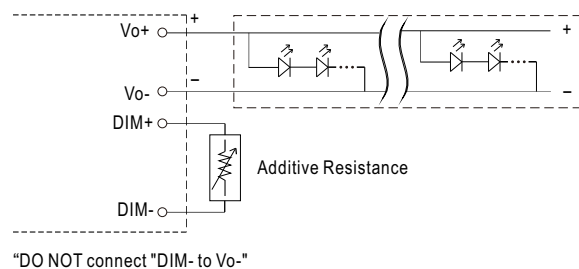 Vo+
+
+
−
Vo-
−
DIM+
Additive Resistance
DIM-
“DO NOT connect "DIM- to Vo-"